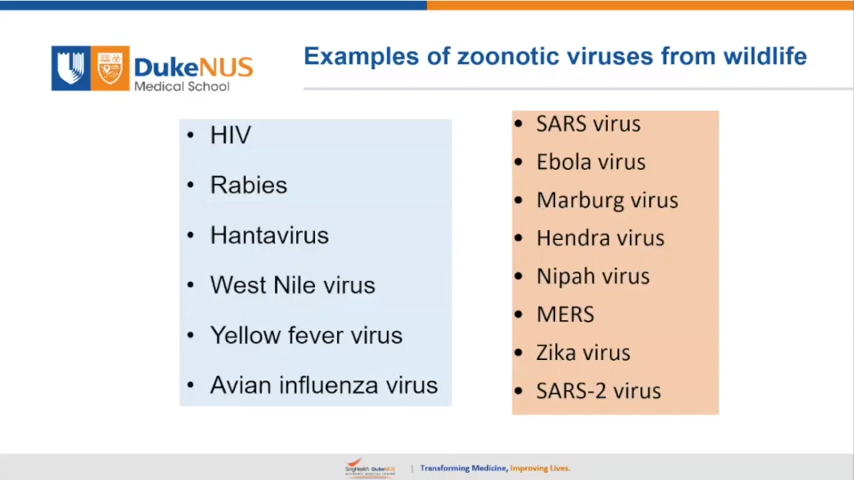 Examples of zoonotic viruses from wildlife
DukeNUS
Medical School
• HIV
• Rabies
• Hantavirus
• West Nile virus
• Yellow fever virus
• Avian influenza virus
• SARS virus
• Ebola virus
• Marburg virus
• Hendra virus
• Nipah virus
• MERS
• Zika virus
• SARS-2 virus
SingHealth DukeNUS
Transforming Medicine, Improving Lives.